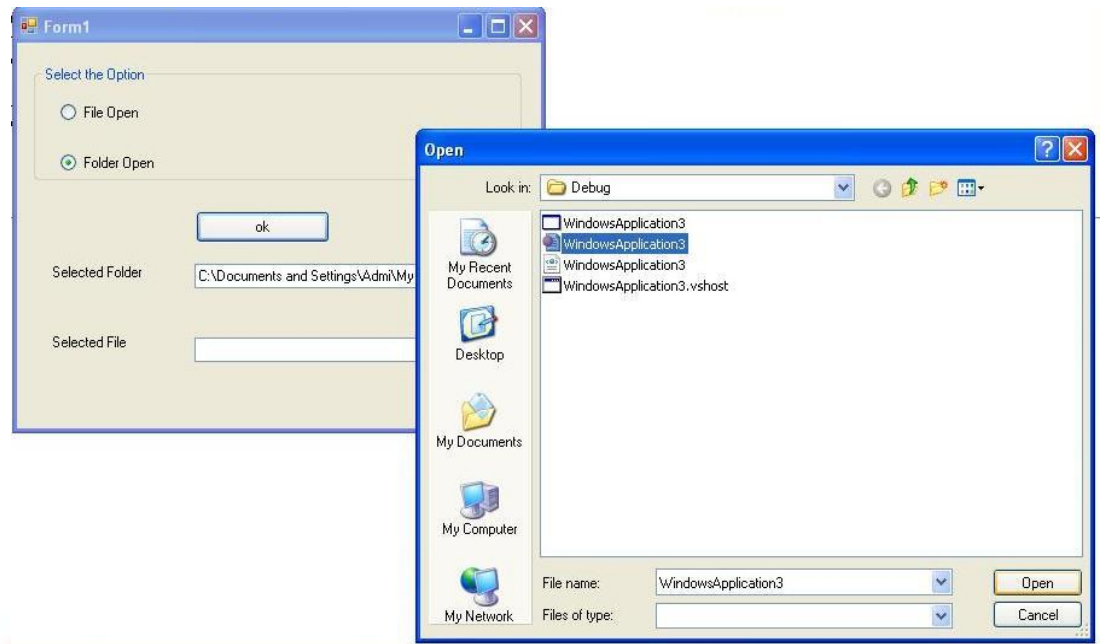 Form1
Select the Option
File Open
Folder Open
ok
Selected Folder
C:\Documents and Settings\Admi\My
Selected File
Open
Look in:
Debug
My Recent
Documents
Desktop
My Documents
My Computer
My Network
WindowsApplication3
WindowsApplication3
WindowsApplication3
WindowsApplication3.vshost
File name:
WindowsApplication3
Open
Files of type:
Cancel